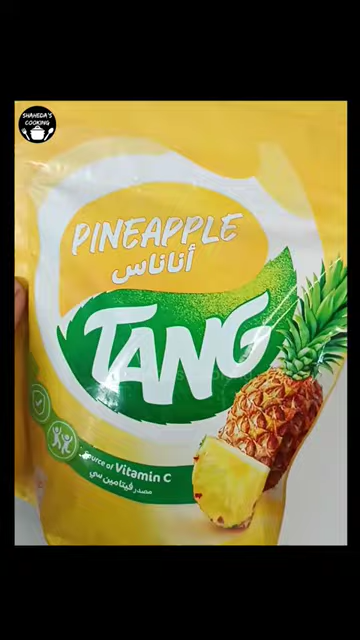 SHAHEDA'S
COOKING
PINEAPPLE
أناناس
TANG
Source of Vitamin C
مصدر فيتامين سي